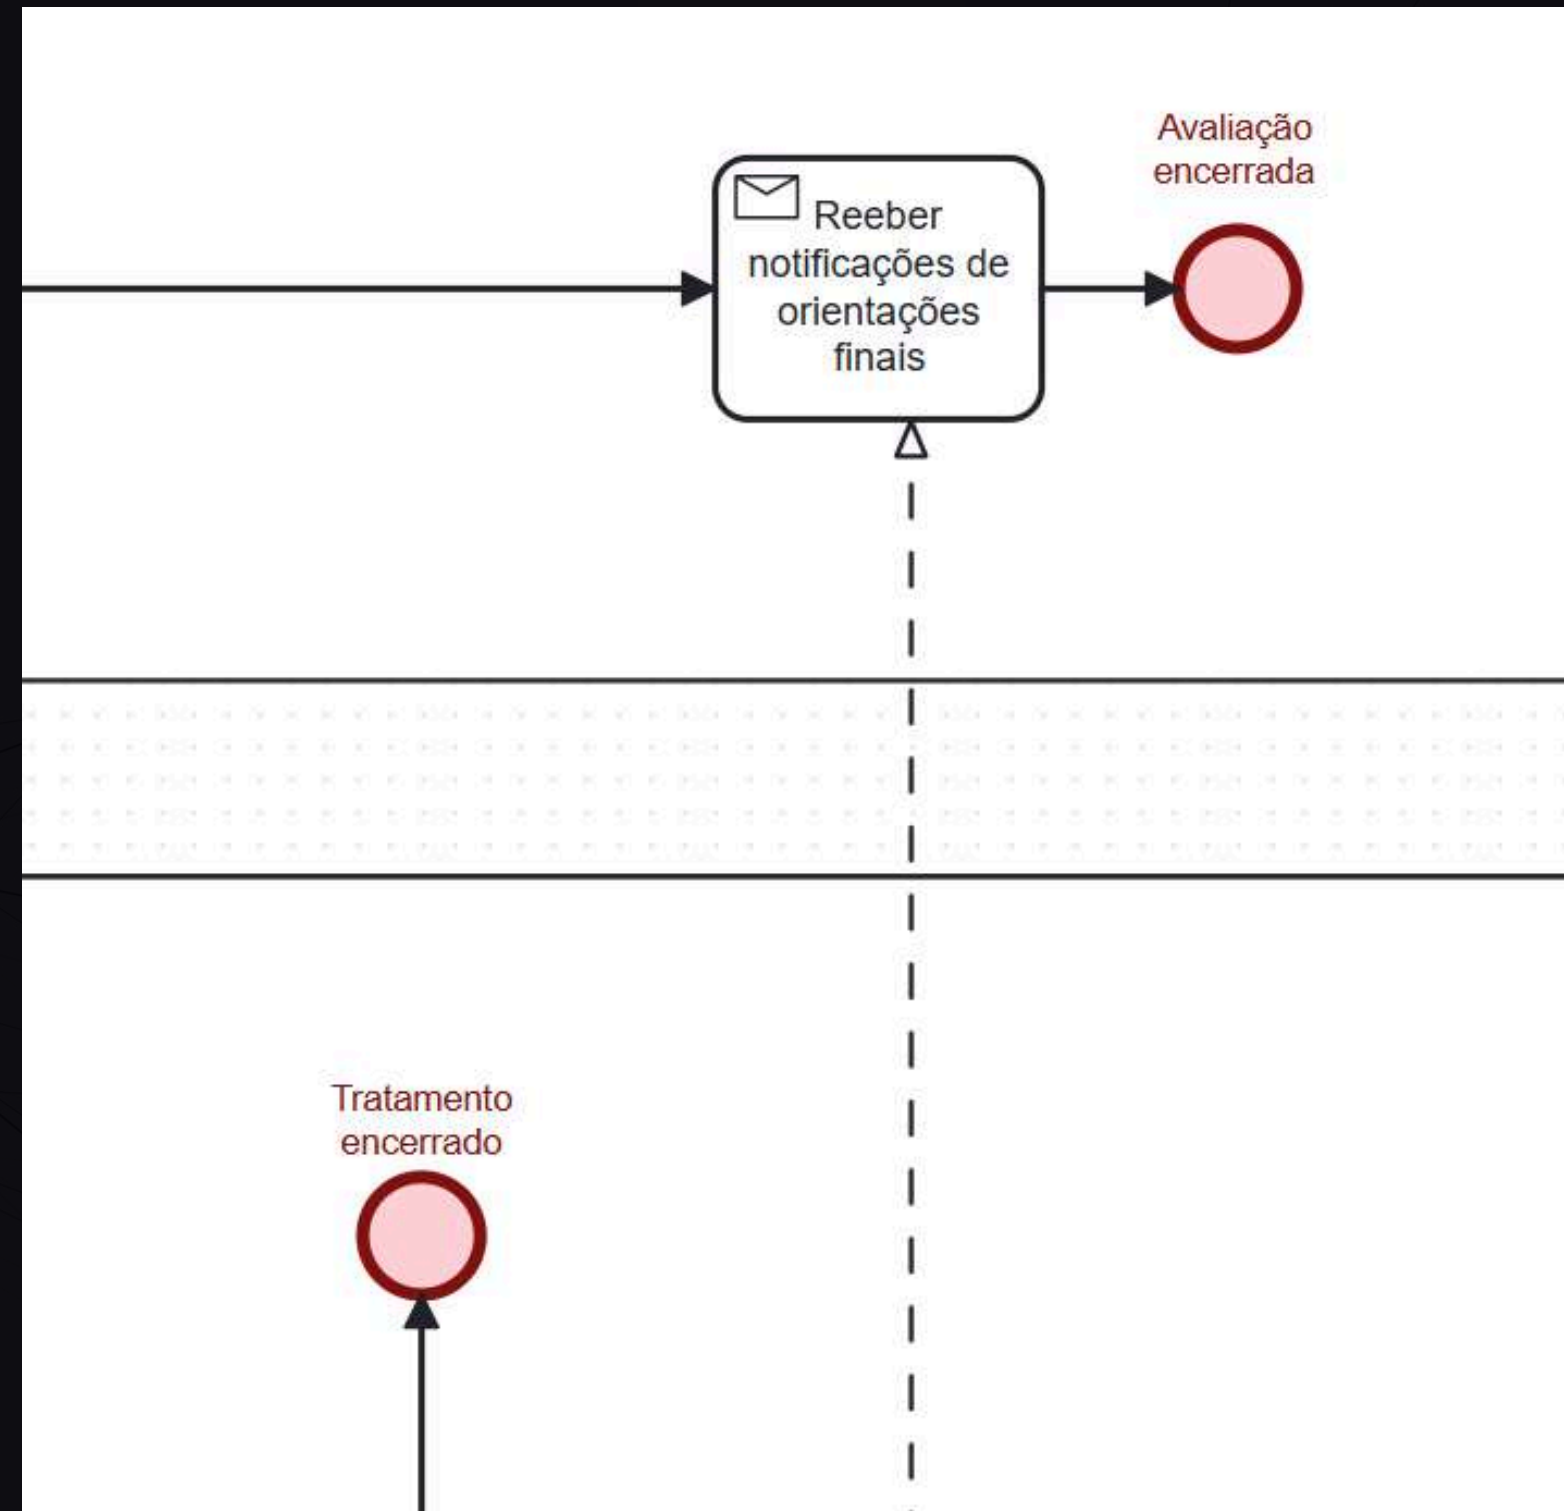 Avaliação
encerrada
Reeber
notificações de
orientações
finais
Tratamento
encerrado